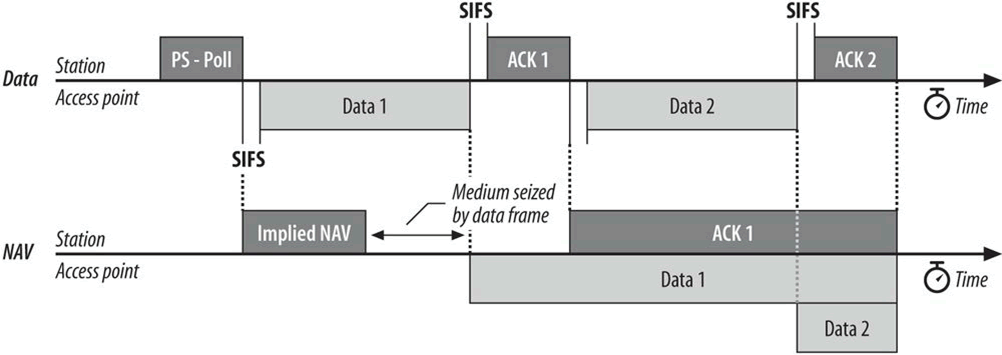 SIFS
SIFS
PS - Poll
ACK 1
ACK 2
Data
Station
Access point
Data 1
Data 2
Time
SIFS
Medium seized
by data frame
Implied NAV
ACK 1
NAV
Station
Access point
Data 1
Time
Data 2